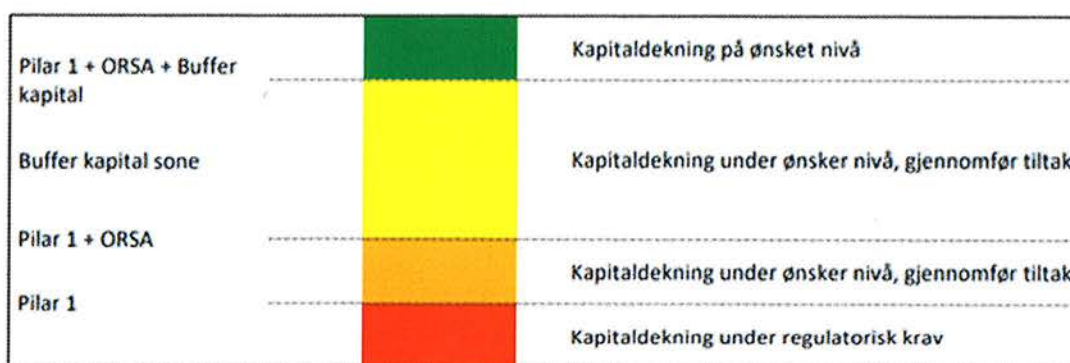 Kapitaldekning på ønsket nivå
Pilar 1 + ORSA + Buffer
kapital
Buffer kapital sone
Kapitaldekning under ønsker nivå, gjennomfør tiltak
Pilar 1 + ORSA
Kapitaldekning under ønsker nivå, gjennomfør tiltak
Pilar 1
Kapitaldekning under regulatorisk krav